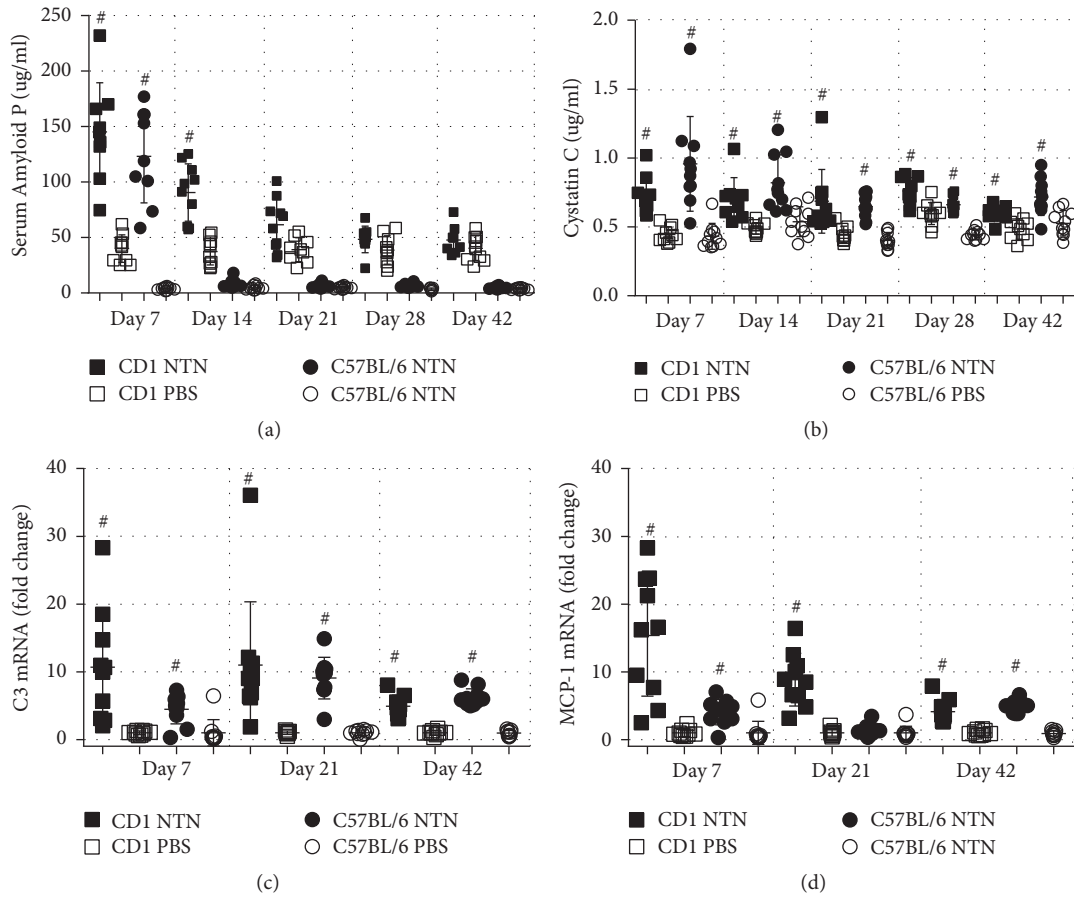 Serum Amyloid P (ug/ml)
250
200
150
100
50
0
#
#
#
Day 7 Day 14 Day 21 Day 28 Day 42
CD1 NTN C57BL/6 NTN
CD1 PBS C57BL/6 NTN
(a)
Cystatin C (ug/ml)
2.0
1.5
1.0
0.5
0.0
# # # # # # # # # #
Day 7 Day 14 Day 21 Day 28 Day 42
CD1 NTN C57BL/6 NTN
CD1 PBS C57BL/6 PBS
(b)
C3 mRNA (fold change)
40
30
20
10
0
# # # # # #
Day 7 Day 21 Day 42
CD1 NTN C57BL/6 NTN
CD1 PBS C57BL/6 PBS
(c)
MCP-1 mRNA (fold change)
40
30
20
10
0
# # # # #
Day 7 Day 21 Day 42
CD1 NTN C57BL/6 NTN
CD1 PBS C57BL/6 NTN
(d)